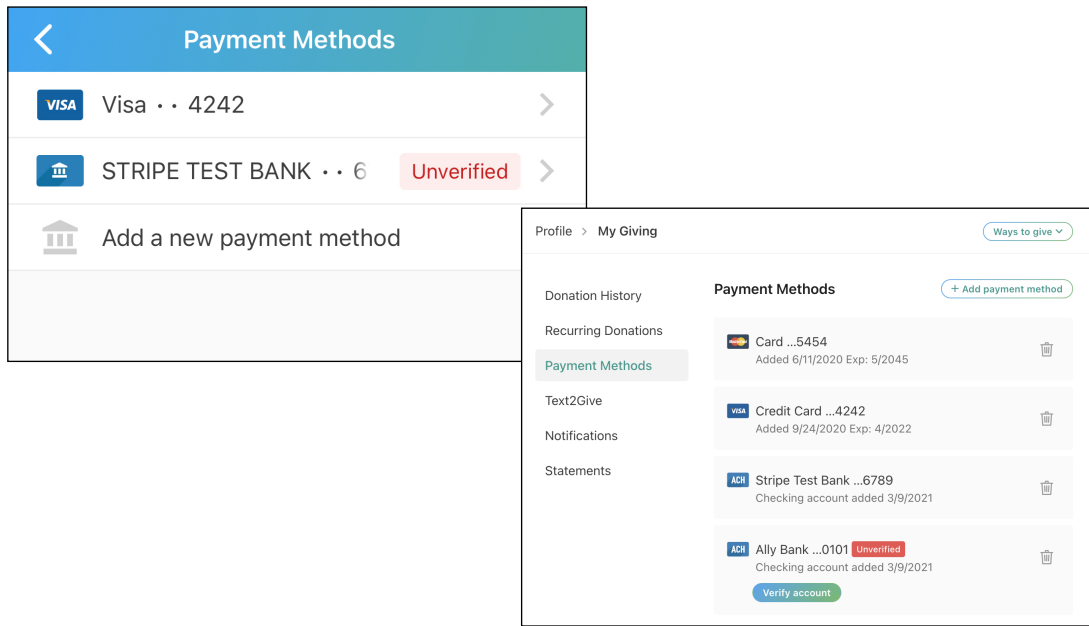 Payment Methods
VISA Visa •• 4242
STRIPE TEST BANK •• 6 Unverified
Add a new payment method
Profile > My Giving
Ways to give
Donation History
Recurring Donations
Payment Methods
Text2Give
Notifications
Statements
Payment Methods
+ Add payment method
Card ...5454
Added 6/11/2020 Exp: 5/2045
VISA Credit Card ...4242
Added 9/24/2020 Exp: 4/2022
ACH Stripe Test Bank ...6789
Checking account added 3/9/2021
ACH Ally Bank ...0101 Unverified
Checking account added 3/9/2021
Verify account